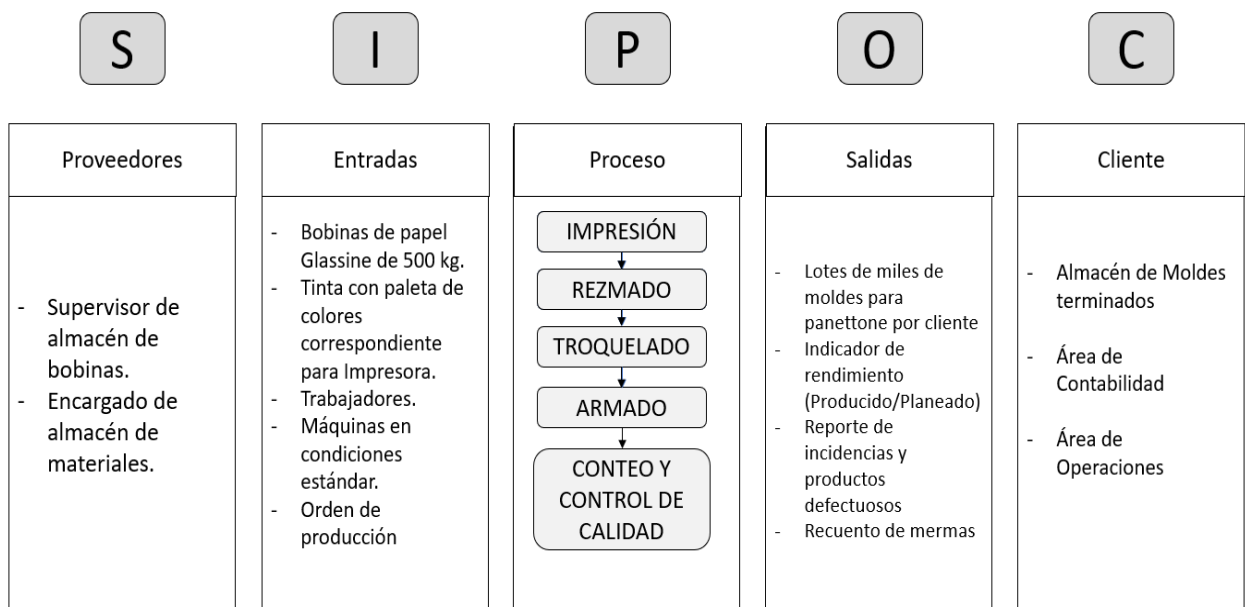 S
I
P
O
C
Proveedores
- Supervisor de
almacén de
bobinas.
- Encargado de
almacén de
materiales.
Entradas
- Bobinas de papel
Glassine de 500 kg.
- Tinta con paleta de
colores
correspondiente
para Impresora.
- Trabajadores.
- Máquinas en
condiciones
estándar.
- Orden de
producción
Proceso
IMPRESIÓN
REZMADO
TROQUELADO
ARMADO
CONTEO Y
CONTROL DE
CALIDAD
Salidas
- Lotes de miles de
moldes para
panettone por cliente
- Indicador de
rendimiento
(Producido/Planeado)
- Reporte de
incidencias y
productos
defectuosos
- Recuento de mermas
Cliente
- Almacén de Moldes
terminados
- Área de
Contabilidad
- Área de
Operaciones